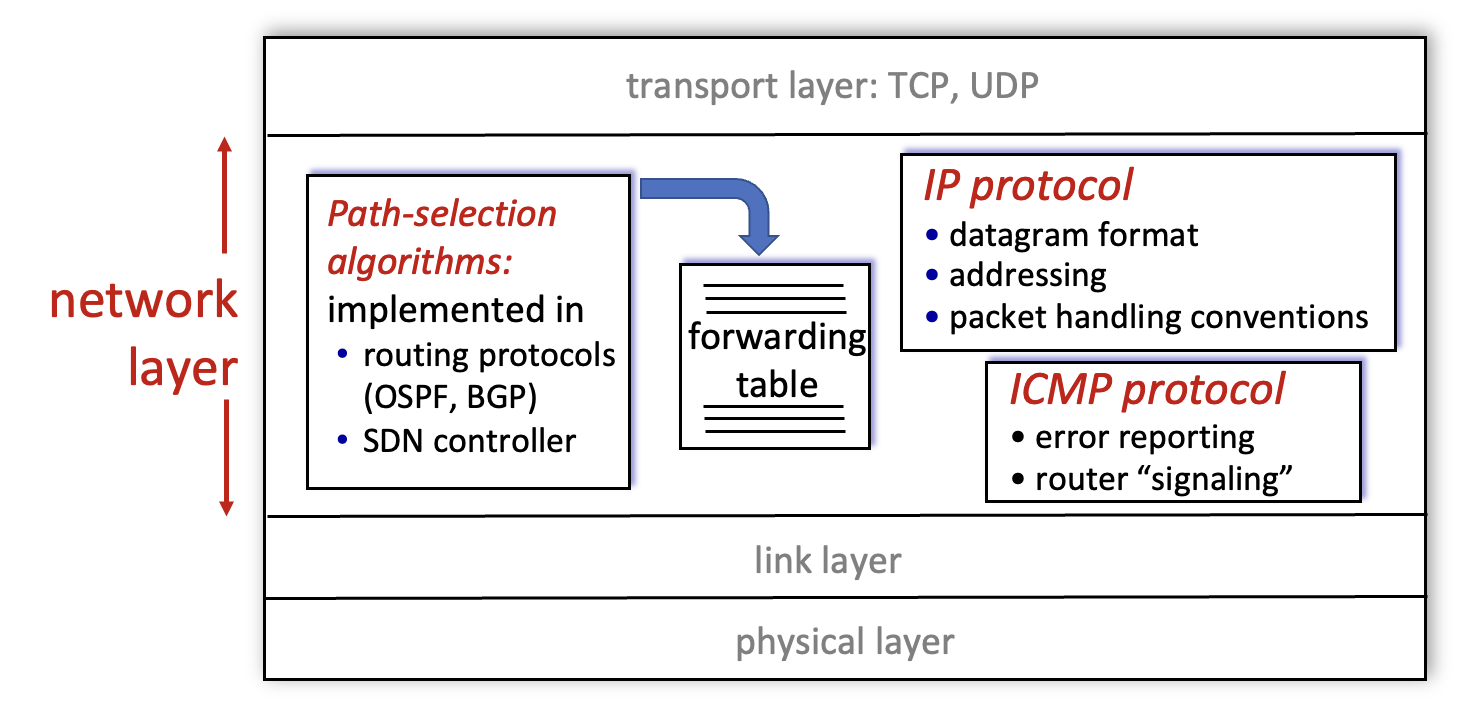 transport layer: TCP, UDP
network
layer
Path-selection
algorithms:
implemented in
• routing protocols
(OSPF, BGP)
• SDN controller
forwarding
table
IP protocol
• datagram format
• addressing
• packet handling conventions
ICMP protocol
• error reporting
• router “signaling”
link layer
physical layer